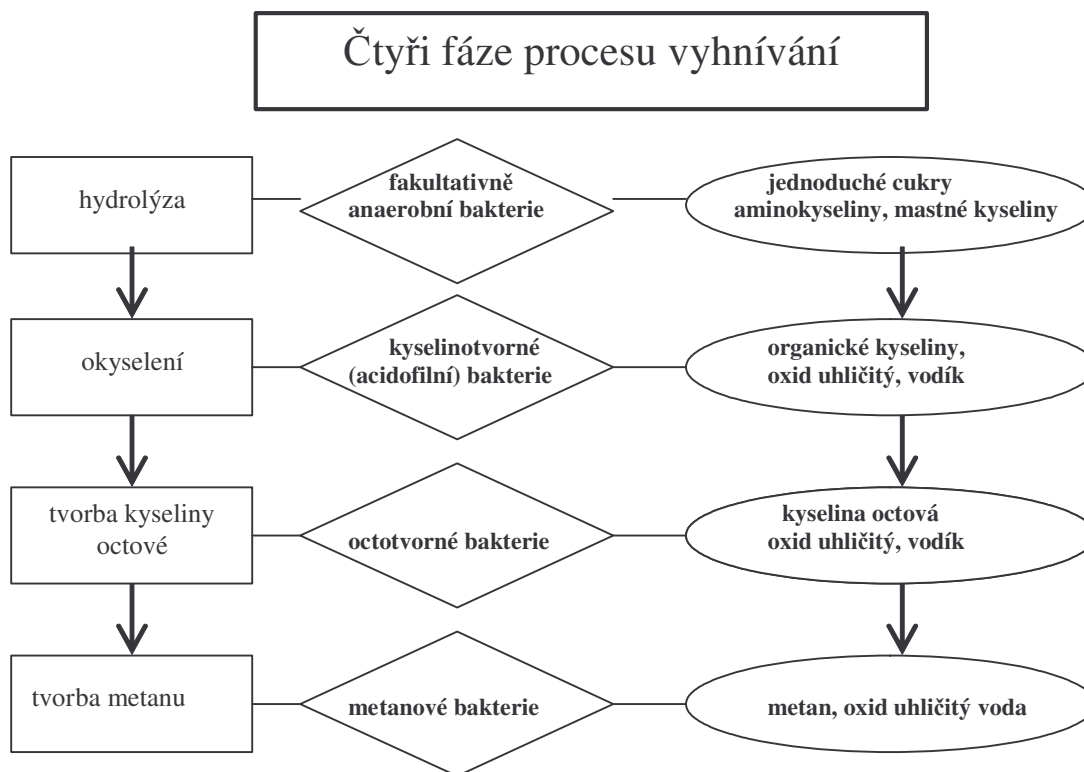 Čtyři fáze procesu vyhnívání
hydrolýza
fakultativně
anaerobní bakterie
jednoduché cukry
aminokyseliny, mastné kyseliny
okyselení
kyselinotvorné
(acidofilní) bakterie
organické kyseliny,
oxid uhličitý, vodík
tvorba kyseliny
octové
octotvorné bakterie
kyselina octová
oxid uhličitý, vodík
tvorba metanu
metanové bakterie
metan, oxid uhličitý voda